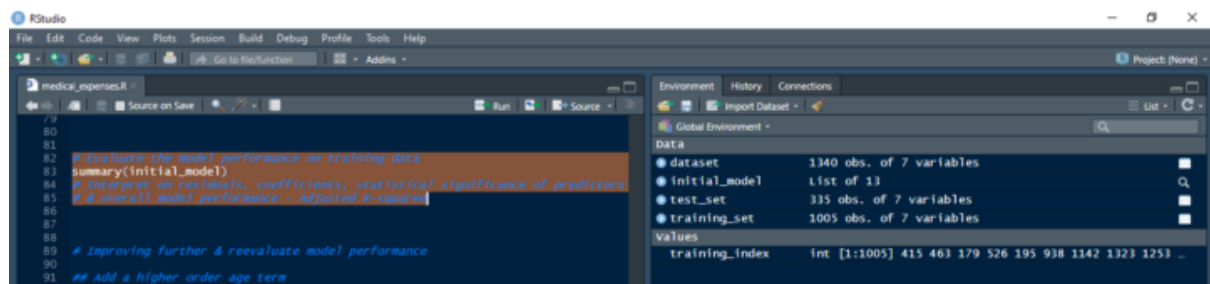 RStudio
File Edit Code View Plots Session Build Debug Profile Tools Help
Go to file/function Addins Project: (None)
medical_expenses.R
Source on Save Run Source
79
80
81
82 # Evaluate the model performance on training data
83 summary(initial_model)
84 # Interpret on residuals, coefficients, statistical significance of predictors
85 # & overall model performance - Adjusted R-squared
86
87
88
89 # Improving further & reevaluate model performance
90
91 ## Add a higher order age term
Environment History Connections
Import Dataset List
Global Environment
Data
dataset 1340 obs. of 7 variables
initial_model List of 13
test_set 335 obs. of 7 variables
training_set 1005 obs. of 7 variables
Values
training_index int [1:1005] 415 463 179 526 195 938 1142 1323 1253 …